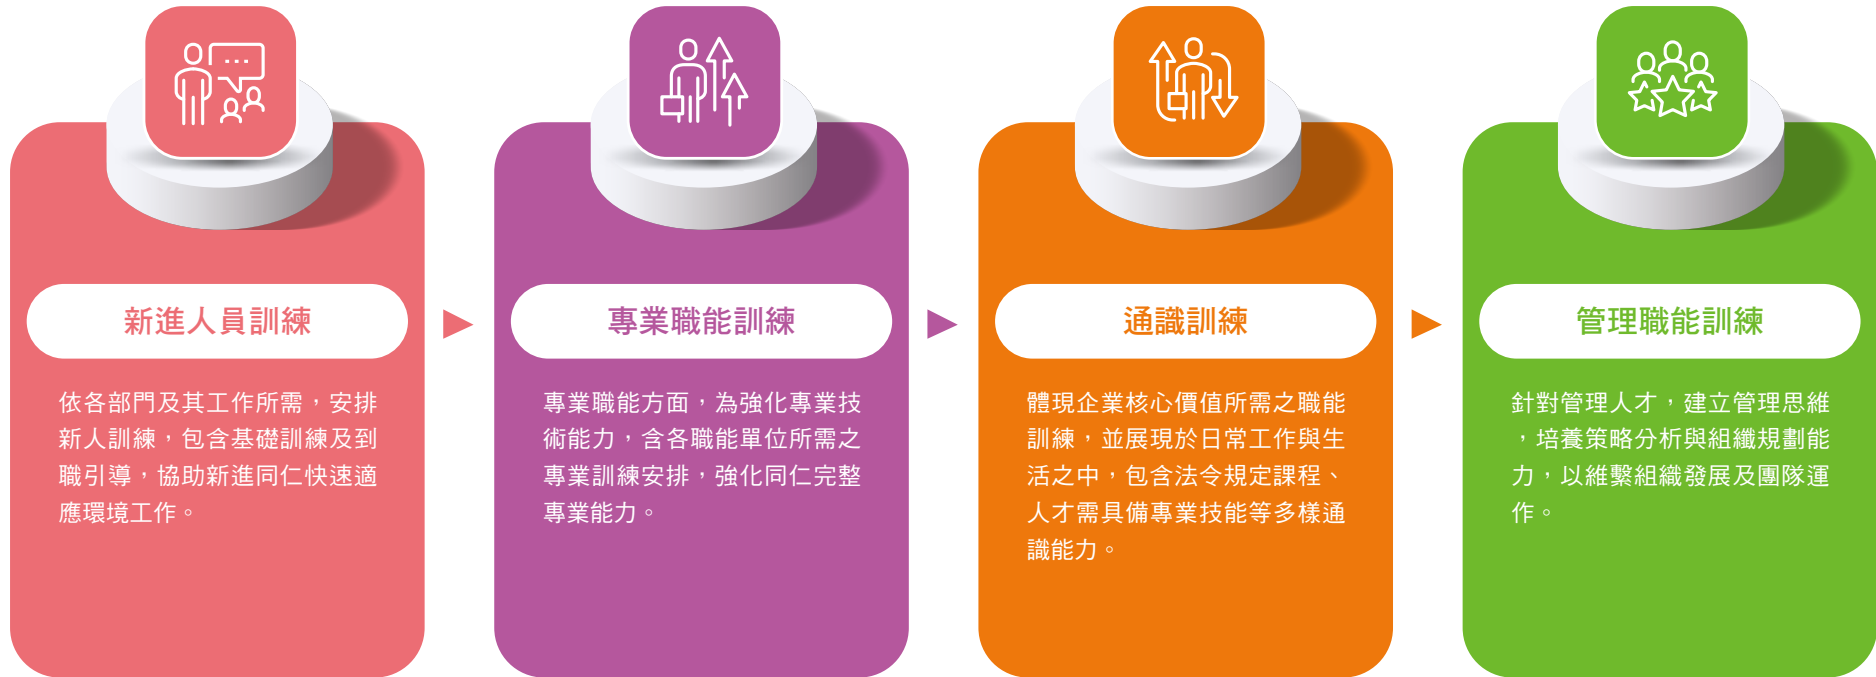 新進人員訓練
依各部門及其工作所需，安排
新人訓練，包含基礎訓練及到
職引導，協助新進同仁快速適
應環境工作。
專業職能訓練
專業職能方面，為強化專業技
術能力，含各職能單位所需之
專業訓練安排，強化同仁完整
專業能力。
通識訓練
體現企業核心價值所需之職能
訓練，並展現於日常工作與生
活之中，包含法令規定課程、
人才需具備專業技能等多樣通
識能力。
管理職能訓練
針對管理人才，建立管理思維
，培養策略分析與組織規劃能
力，以維繫組織發展及團隊運
作。